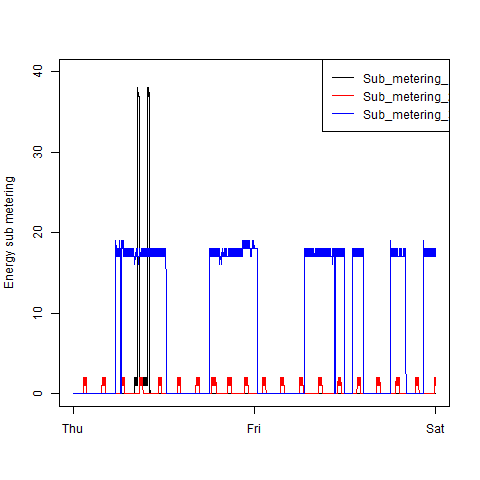 Energy sub metering
40
30
20
10
0
Thu
Fri
Sat
Sub_metering_
Sub_metering_
Sub_metering_